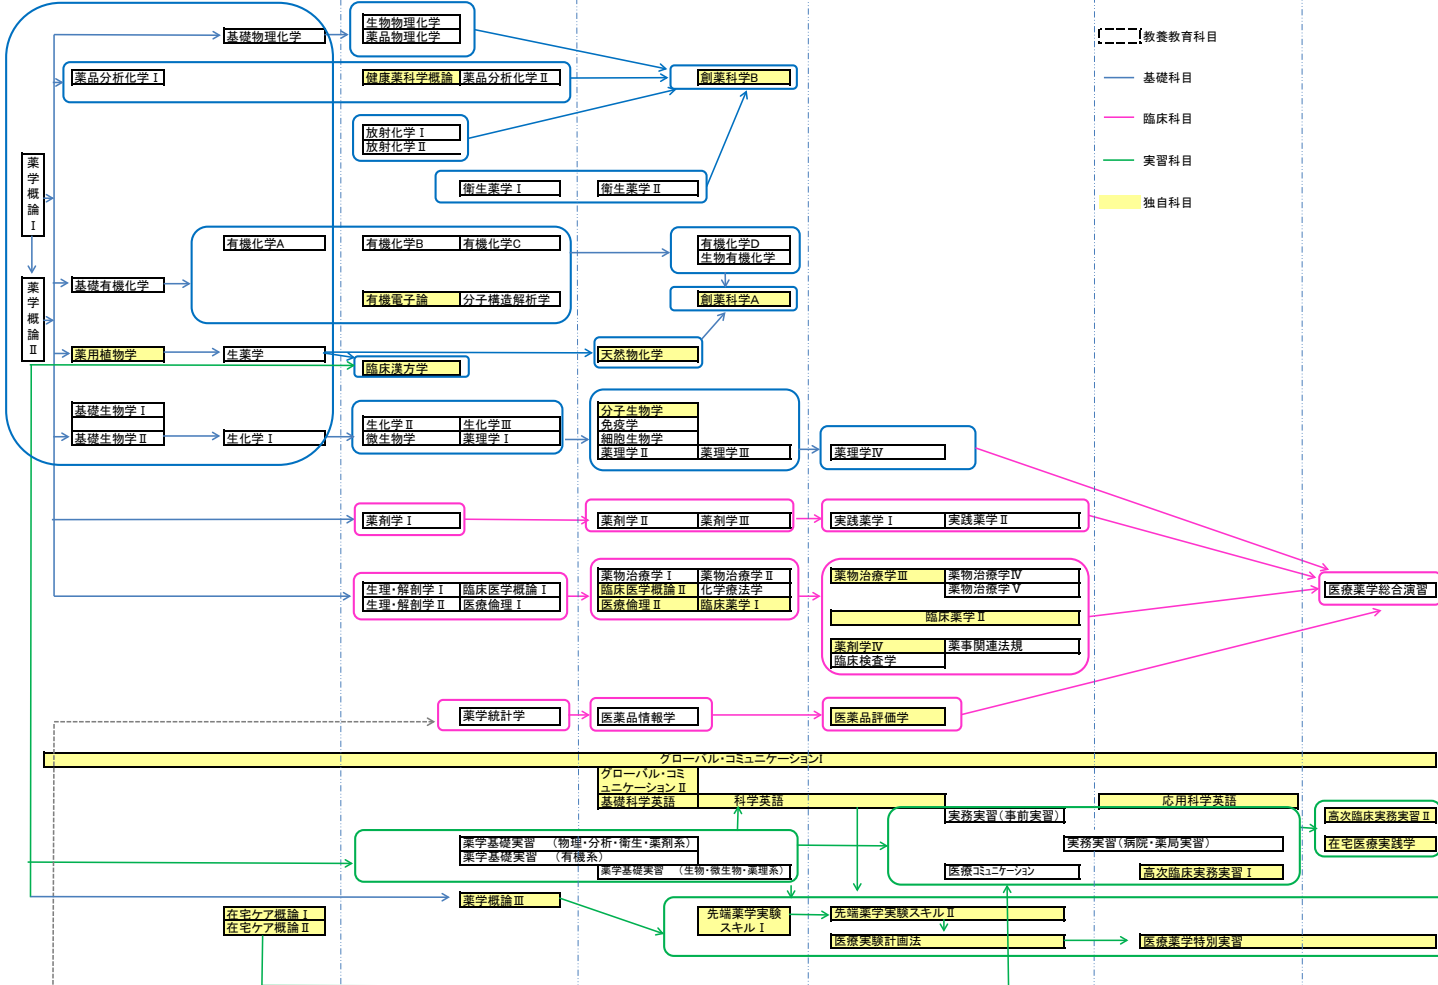 生物物理化学
薬品物理化学
基礎物理化学
教養教育科目
薬品分析化学Ⅰ
健康薬科学概論
薬品分析化学Ⅱ
創薬科学B
基礎科目
臨床科目
放射化学Ⅰ
放射化学Ⅱ
実習科目
薬学概論Ⅰ
衛生薬学Ⅰ
衛生薬学Ⅱ
独自科目
有機化学A
有機化学B
有機化学C
有機化学D
生物有機化学
薬学概論Ⅱ
基礎有機化学
有機電子論
分子構造解析学
創薬科学A
薬用植物学
生薬学
臨床漢方学
天然物化学
基礎生物学Ⅰ
基礎生物学Ⅱ
生化学Ⅰ
生化学Ⅱ
生化学Ⅲ
微生物学
薬理学Ⅰ
分子生物学
免疫学
細胞生物学
薬理学Ⅱ
薬理学Ⅲ
薬理学Ⅳ
薬剤学Ⅰ
薬剤学Ⅱ
薬剤学Ⅲ
実践薬学Ⅰ
実践薬学Ⅱ
生理・解剖学Ⅰ
臨床医学概論Ⅰ
生理・解剖学Ⅱ
医療倫理Ⅰ
薬物治療学Ⅰ
薬物治療学Ⅱ
臨床医学概論Ⅱ
化学療法学
医療倫理Ⅱ
臨床薬学Ⅰ
薬物治療学Ⅲ
薬物治療学Ⅳ
薬物治療学Ⅴ
臨床薬学Ⅱ
薬剤学Ⅳ
薬事関連法規
臨床検査学
医療薬学総合演習
薬学統計学
医薬品情報学
医薬品評価学
グローバル・コミュニケーションⅠ
グローバル・コミ
ュニケーションⅡ
基礎科学英語
科学英語
応用科学英語
実務実習（事前実習）
高次臨床実務実習Ⅱ
薬学基礎実習　（物理・分析・衛生・薬剤系）
薬学基礎実習　（有機系）
薬学基礎実習　（生物・微生物・薬理系）
実務実習（病院・薬局実習）
在宅医療実践学
医療コミュニケーション
高次臨床実務実習Ⅰ
薬学概論Ⅲ
在宅ケア概論Ⅰ
在宅ケア概論Ⅱ
先端薬学実験
スキルⅠ
先端薬学実験スキルⅡ
医療実験計画法
医療薬学特別実習